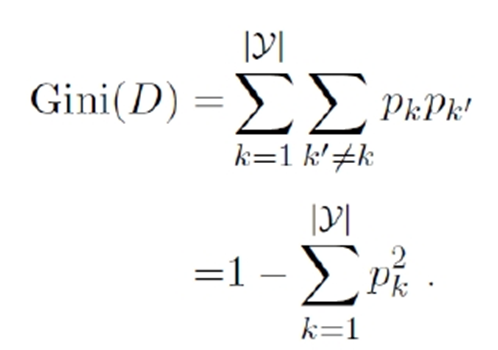 Gini(D) = \sum_{k=1}^{|\mathcal{Y}|} \sum_{k' \neq k} p_k p_{k'}
= 1 - \sum_{k=1}^{|\mathcal{Y}|} p_k^2 .